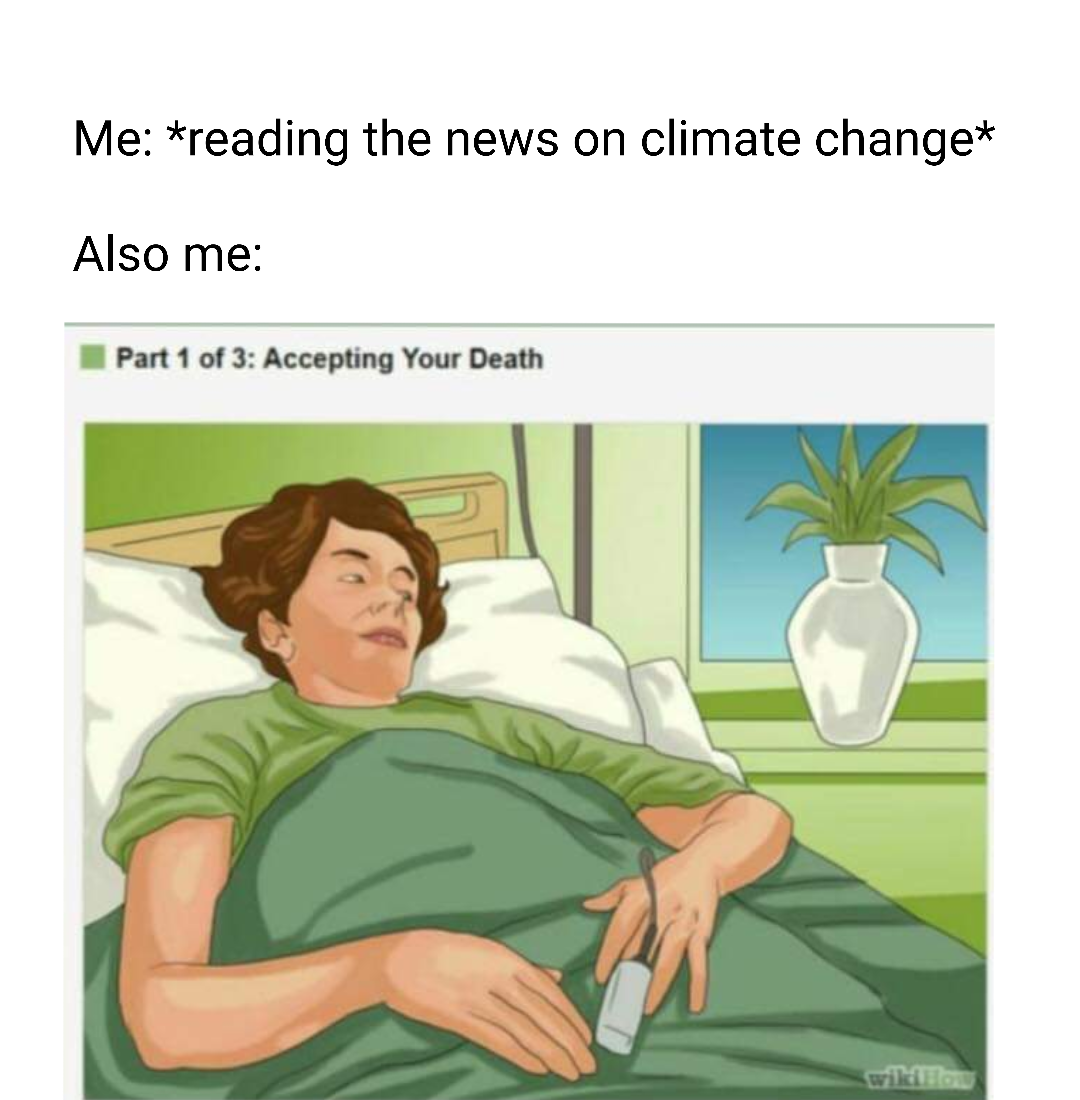 Me: *reading the news on climate change*
Also me:
Part 1 of 3: Accepting Your Death
wikiHow